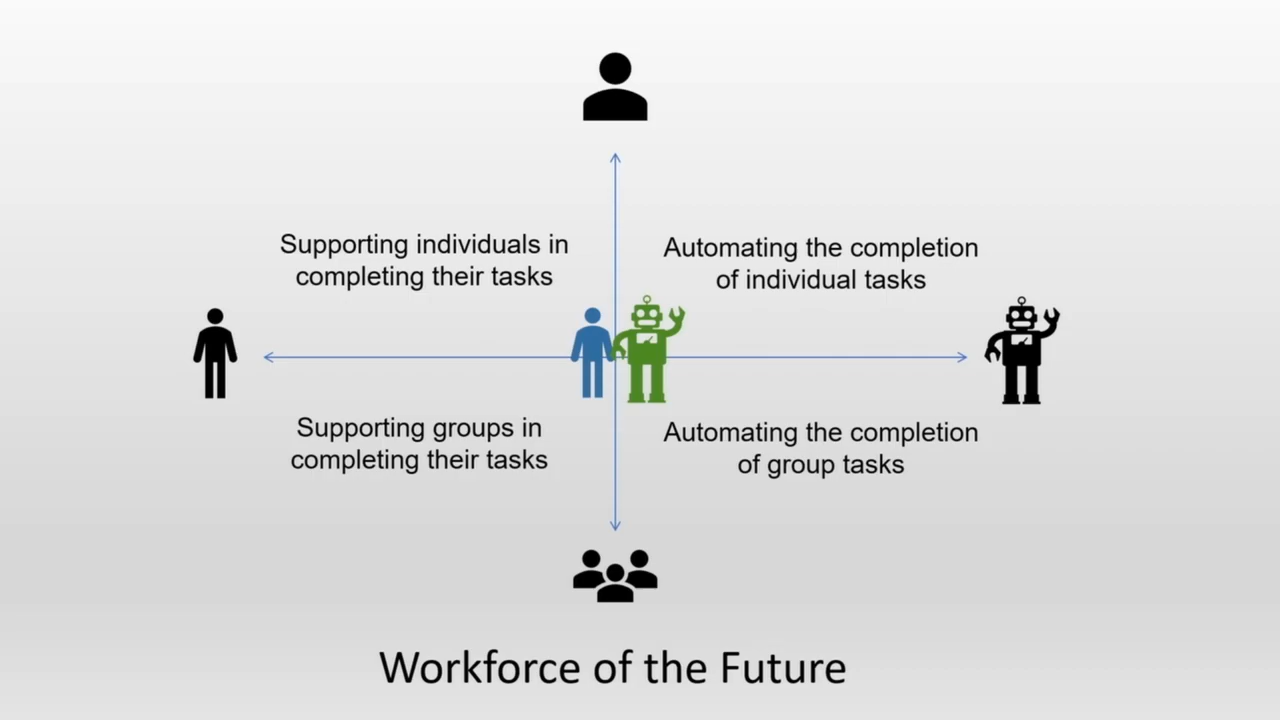 Supporting individuals in
completing their tasks
Automating the completion
of individual tasks
Supporting groups in
completing their tasks
Automating the completion
of group tasks
Workforce of the Future